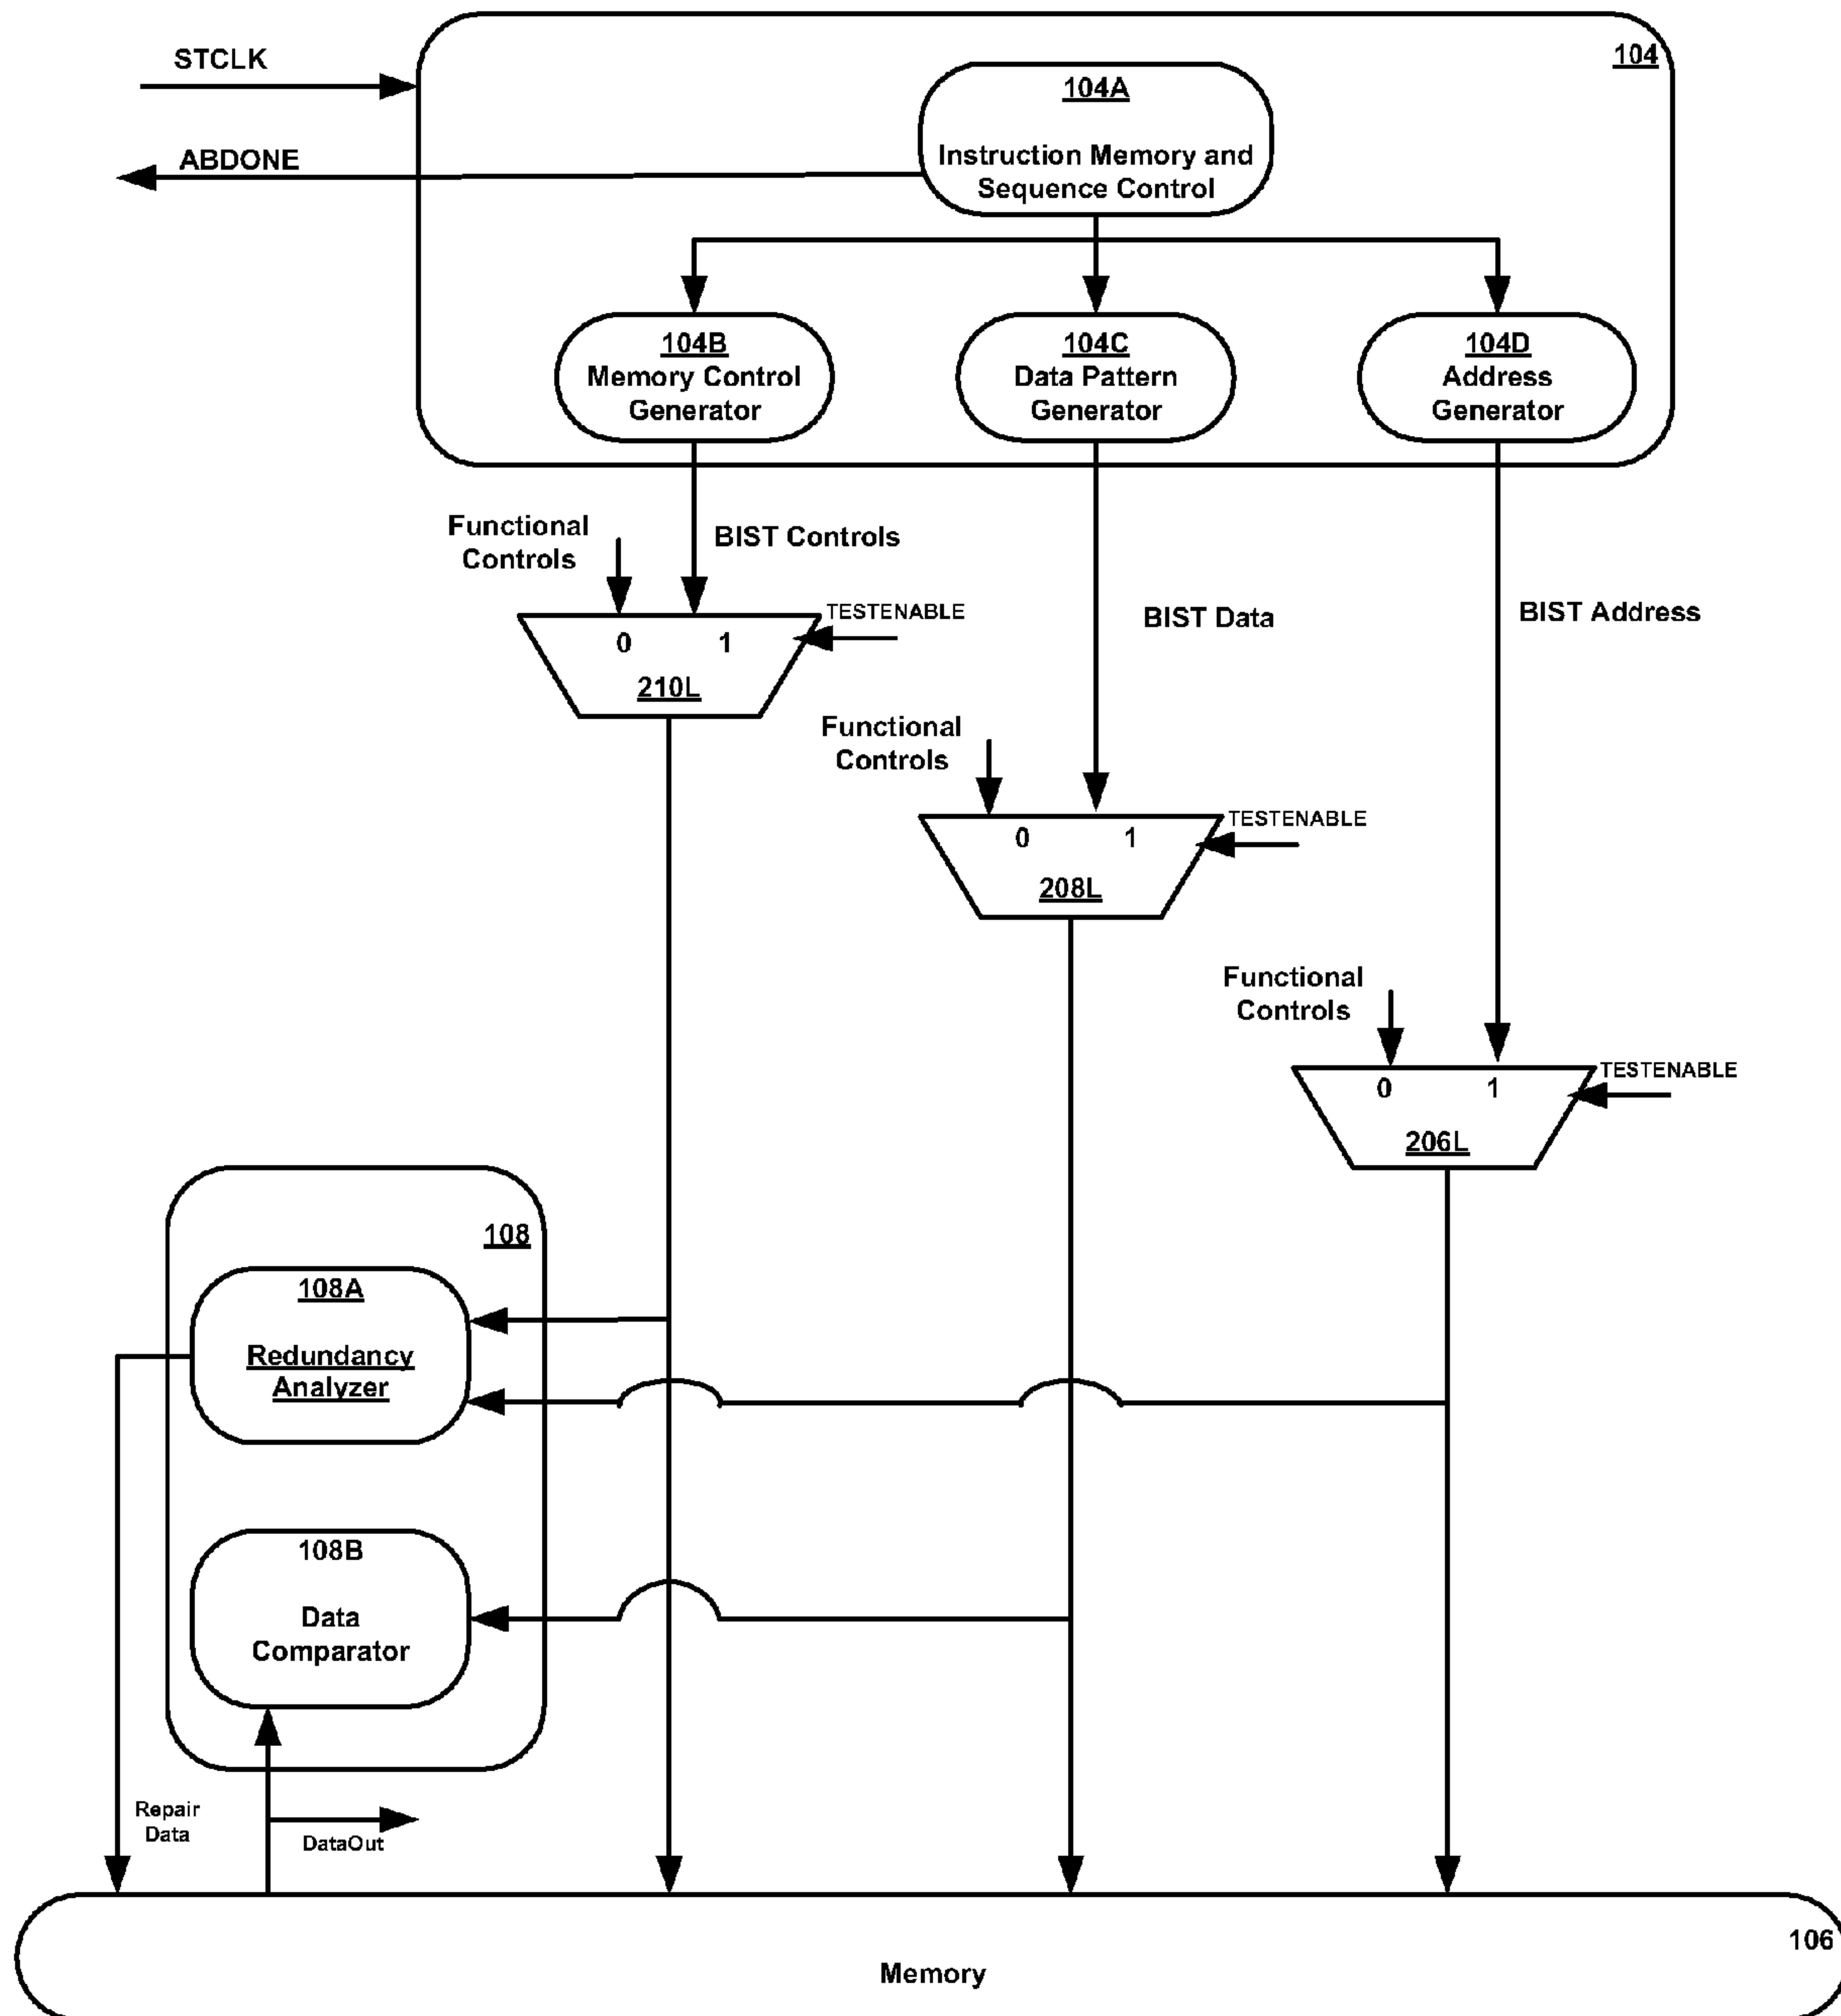 STCLK
104
104A
ABDONE
Instruction Memory and
Sequence Control
104B
Memory Control
Generator
104C
Data Pattern
Generator
104D
Address
Generator
Functional
Controls
BIST Controls
TESTENABLE
0 1
210L
BIST Data
BIST Address
Functional
Controls
TESTENABLE
0 1
208L
Functional
Controls
TESTENABLE
0 1
206L
108
108A
Redundancy
Analyzer
108B
Data
Comparator
Repair
Data
DataOut
106
Memory